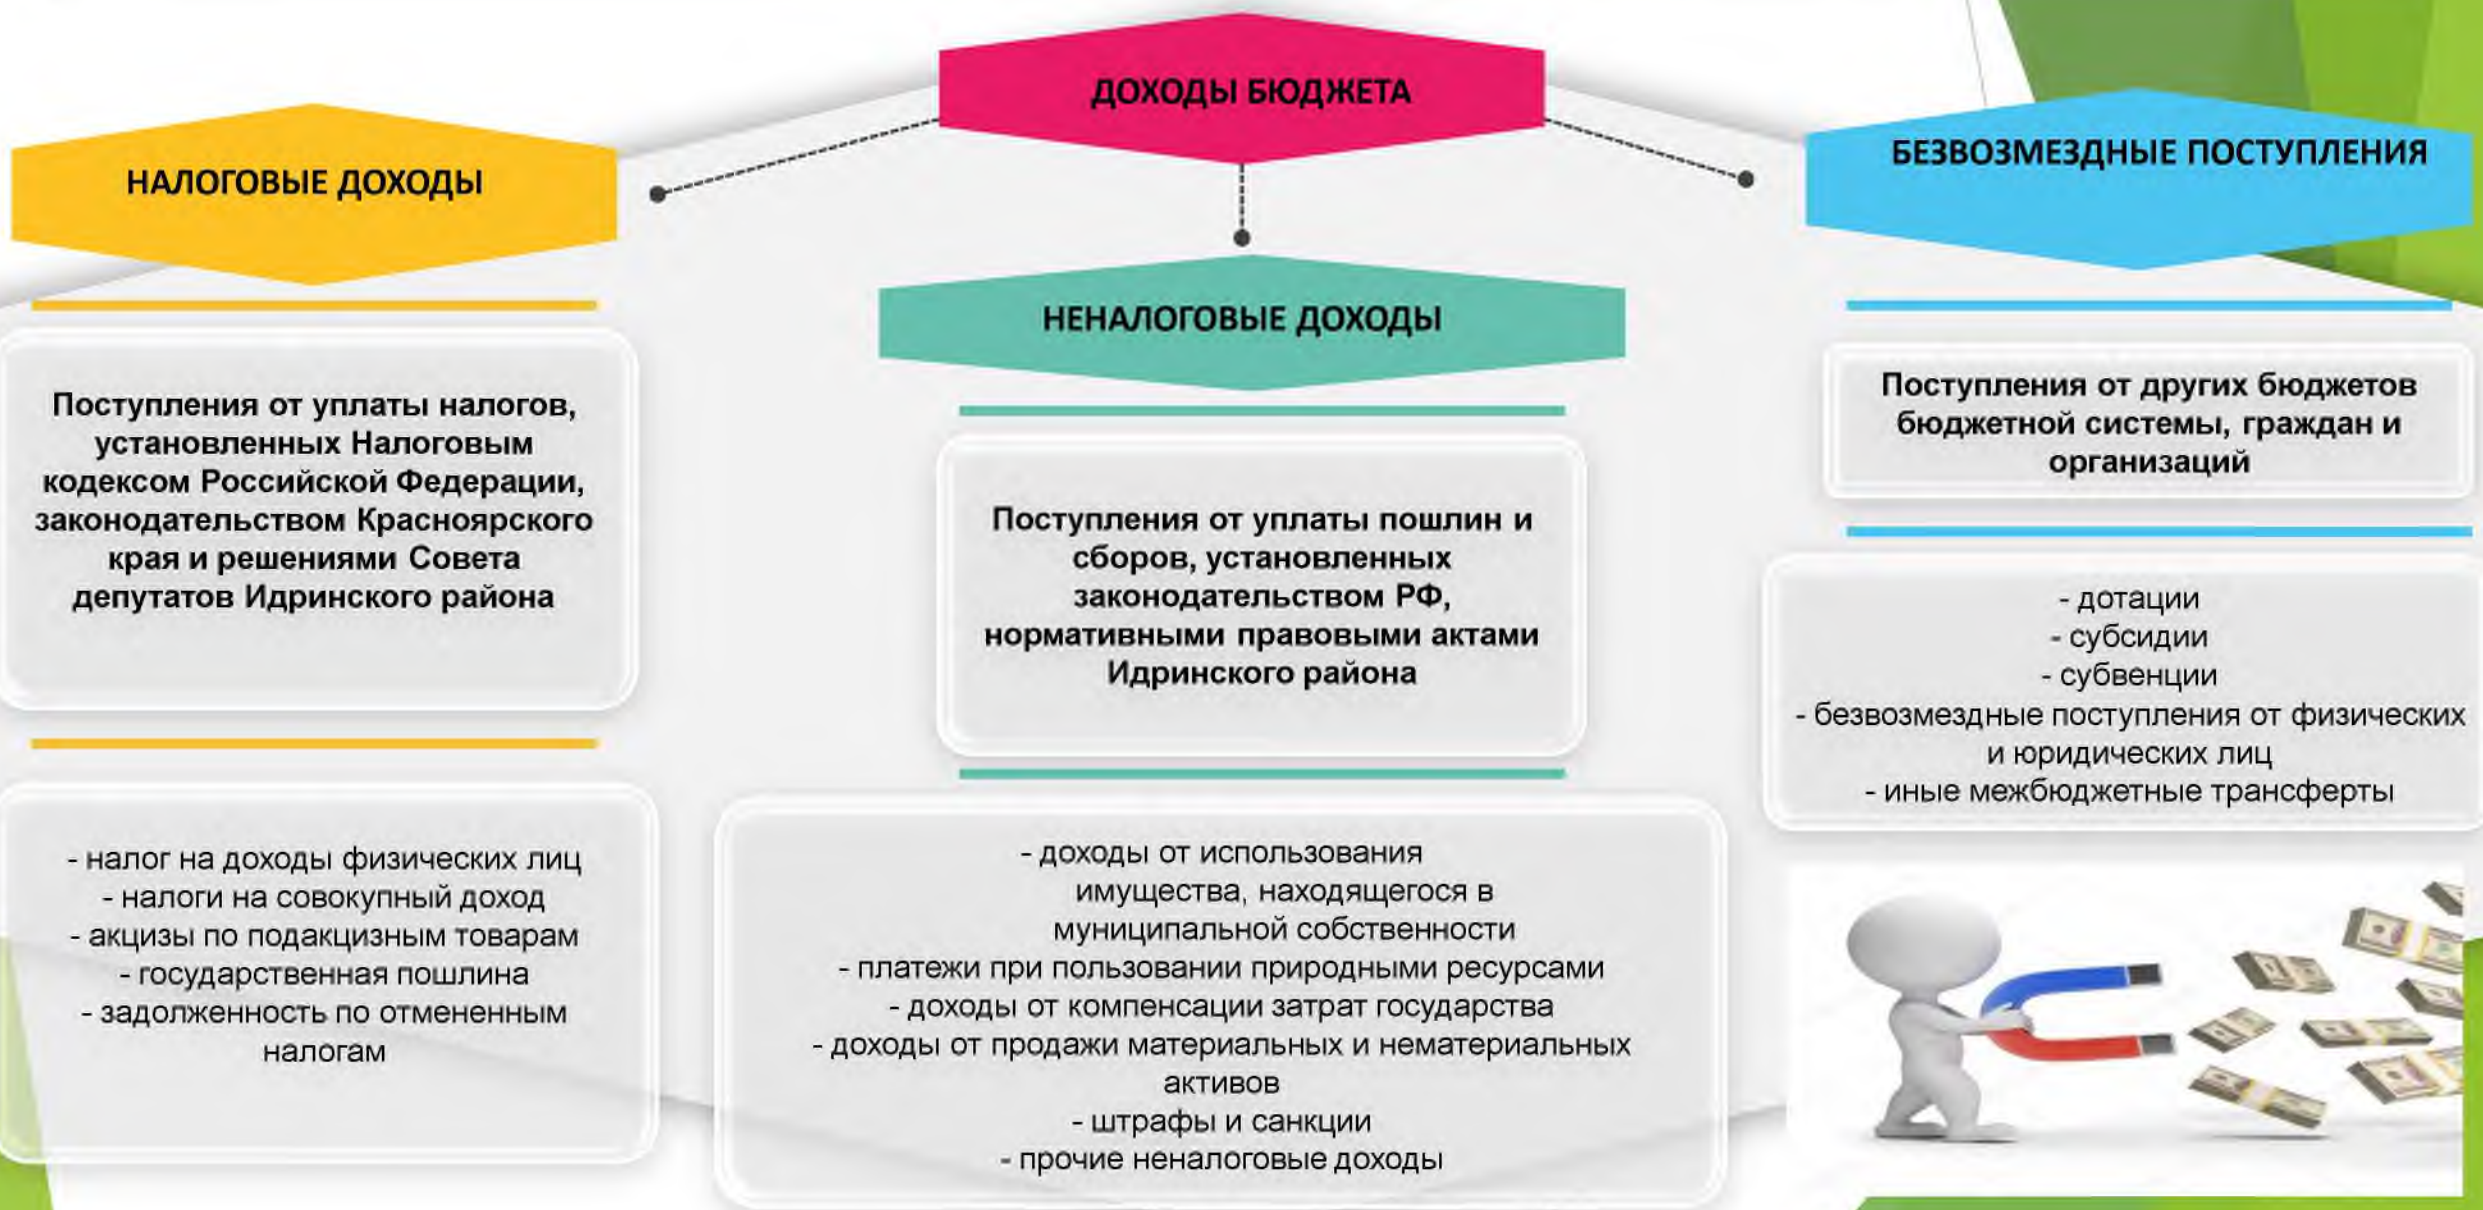 ДОХОДЫ БЮДЖЕТА
НАЛОГОВЫЕ ДОХОДЫ
Поступления от уплаты налогов,
установленных Налоговым
кодексом Российской Федерации,
законодательством Красноярского
края и решениями Совета
депутатов Идринского района
- налог на доходы физических лиц
- налоги на совокупный доход
- акцизы по подакцизным товарам
- государственная пошлина
- задолженность по отмененным
налогам
НЕНАЛОГОВЫЕ ДОХОДЫ
Поступления от уплаты пошлин и
сборов, установленных
законодательством РФ,
нормативными правовыми актами
Идринского района
- доходы от использования
имущества, находящегося в
муниципальной собственности
- платежи при пользовании природными ресурсами
- доходы от компенсации затрат государства
- доходы от продажи материальных и нематериальных
активов
- штрафы и санкции
- прочие неналоговые доходы
БЕЗВОЗМЕЗДНЫЕ ПОСТУПЛЕНИЯ
Поступления от других бюджетов
бюджетной системы, граждан и
организаций
- дотации
- субсидии
- субвенции
- безвозмездные поступления от физических
и юридических лиц
- иные межбюджетные трансферты